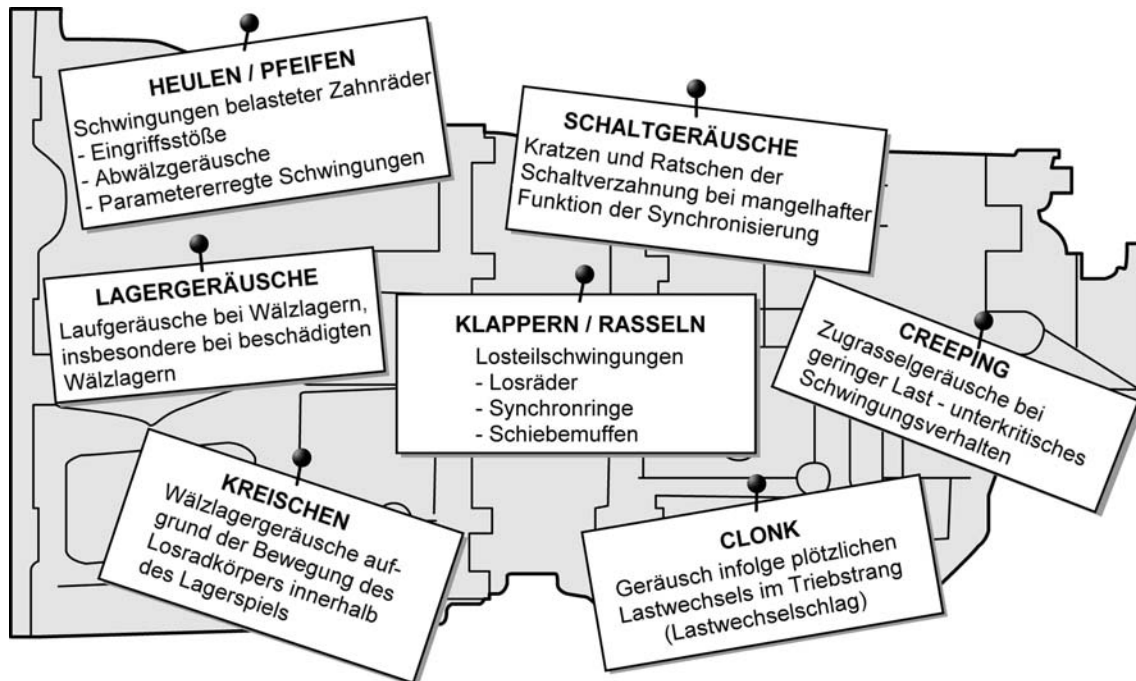 HEULEN / PFEIFEN
Schwingungen belasteter Zahnräder
- Eingriffsstöße
- Abwälzgeräusche
- Parametererregte Schwingungen
SCHALTGERÄUSCHE
Kratzen und Ratschen der
Schaltverzahnung bei mangelhafter
Funktion der Synchronisierung
LAGERGERÄUSCHE
Laufgeräusche bei Wälzlagern,
insbesondere bei beschädigten
Wälzlagern
KLAPPERN / RASSELN
Losteilschwingungen
- Losräder
- Synchronringe
- Schiebemuffen
CREEPING
Zugrasselgeräusche bei
geringer Last - unterkritisches
Schwingungsverhalten
KREISCHEN
Wälzlagergeräusche auf-
grund der Bewegung des
Losradkörpers innerhalb
des Lagerspiels
CLONK
Geräusch infolge plötzlichen
Lastwechsels im Triebstrang
(Lastwechselschlag)